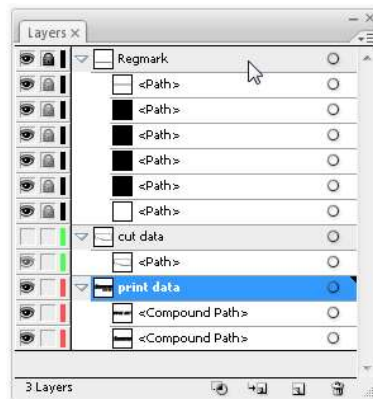 Layers ×
Regmark
<Path>
<Path>
<Path>
<Path>
<Path>
<Path>
cut data
<Path>
print data
<Compound Path>
<Compound Path>
3 Layers